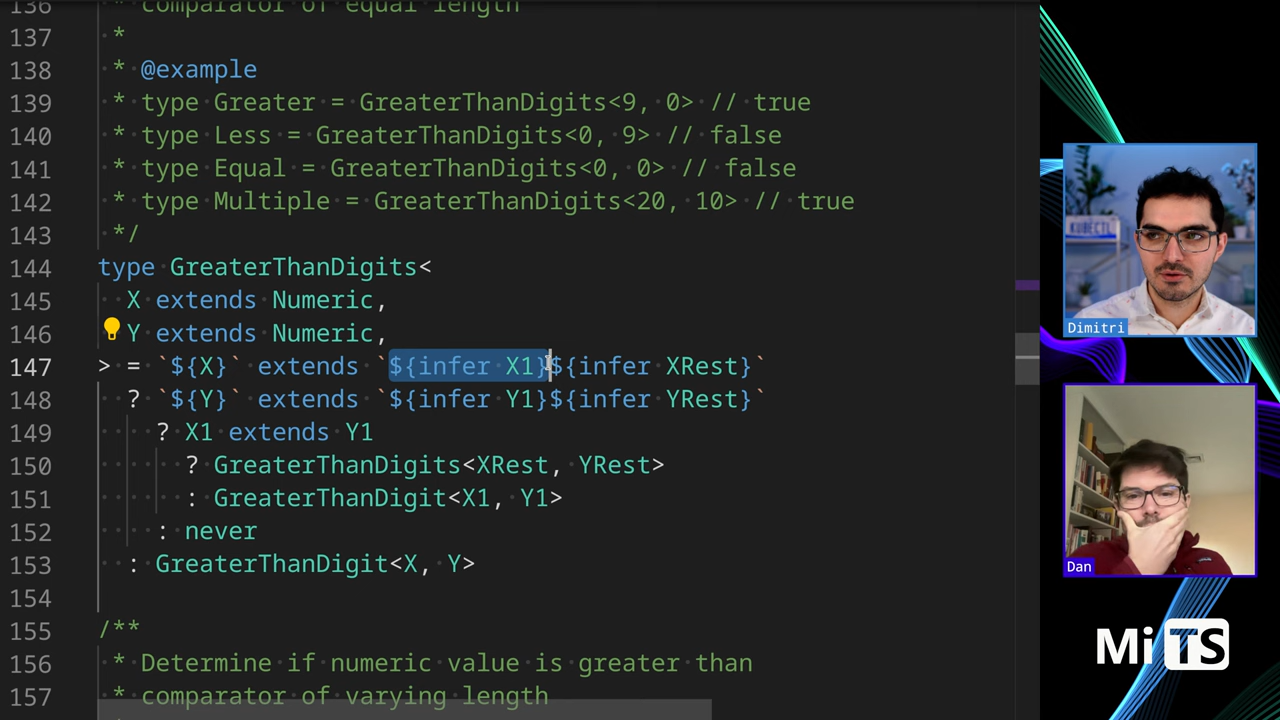 136 * comparator of equal length
137 *
138 * @example
139 * type Greater = GreaterThanDigits<9, 0> // true
140 * type Less = GreaterThanDigits<0, 9> // false
141 * type Equal = GreaterThanDigits<0, 0> // false
142 * type Multiple = GreaterThanDigits<20, 10> // true
143 */
144 type GreaterThanDigits<
145 X extends Numeric,
146 Y extends Numeric,
147 > = `${X}` extends `${infer X1}${infer XRest}`
148 ? `${Y}` extends `${infer Y1}${infer YRest}`
149 ? X1 extends Y1
150 ? GreaterThanDigits<XRest, YRest>
151 : GreaterThanDigit<X1, Y1>
152 : never
153 : GreaterThanDigit<X, Y>
154
155 /**
156 * Determine if numeric value is greater than
157 * comparator of varying length
KUBECTL
Dimitri
Dan
Mi TS